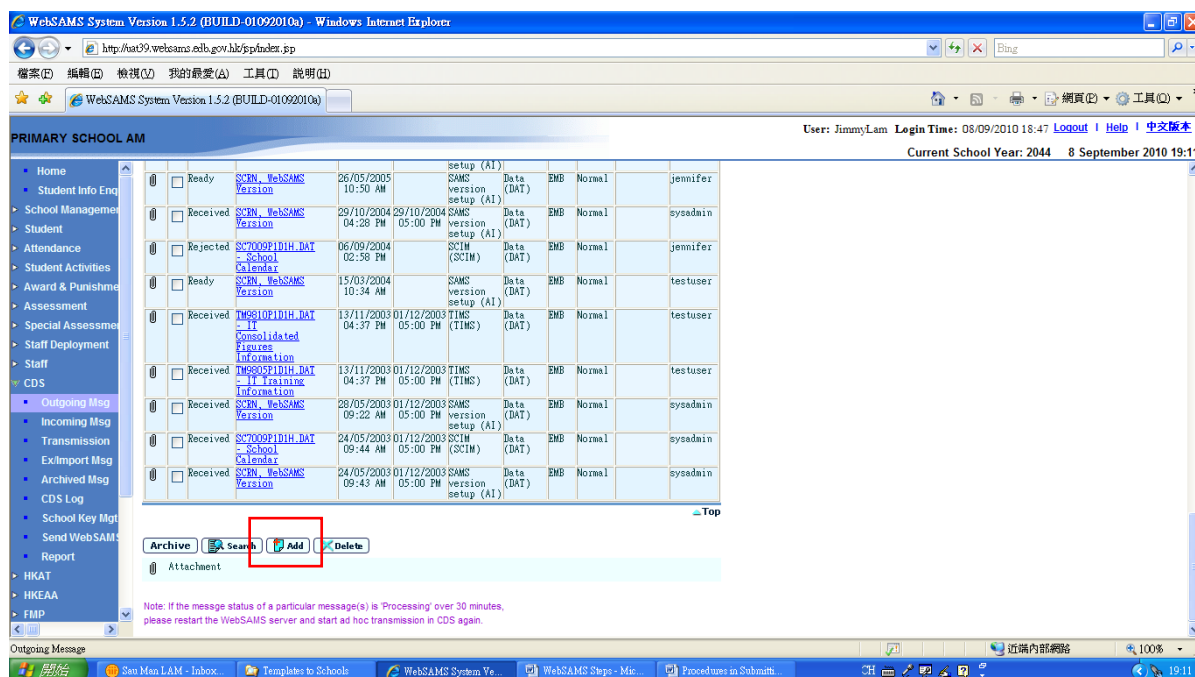 WebSAMS System Version 1.5.2 (BUILD-01092010a) - Windows Internet Explorer
http://uat39.websams.edb.gov.hk/jsp/index.jsp
Bing
檔案(F) 編輯(E) 檢視(V) 我的最愛(A) 工具(T) 說明(H)
WebSAMS System Version 1.5.2 (BUILD-01092010a)
網頁(P) 工具(O)
PRIMARY SCHOOL AM
User: JimmyLam Login Time: 08/09/2010 18:47 Logout | Help | 中文版本
Current School Year: 2044 8 September 2010 19:11
Home
Student Info Enq
School Managemen
Student
Attendance
Student Activities
Award & Punishme
Assessment
Special Assessmen
Staff Deployment
Staff
CDS
Outgoing Msg
Incoming Msg
Transmission
Ex/Import Msg
Archived Msg
CDS Log
School Key Mgt
Send WebSAMS
Report
HKAT
HKEAA
FMP
setup (AI)
Ready SCRN, WebSAMS 26/05/2005 SAMS Data EMB Normal jennifer
Version 10:50 AM version (DAT)
setup (AI)
Received SCRN, WebSAMS 29/10/2004 29/10/2004 SAMS Data EMB Normal sysadmin
Version 04:28 PM 05:00 PM version (DAT)
setup (AI)
Rejected SC7009P1D1H.DAT 06/09/2004 SCIM Data EMB Normal jennifer
- School 02:58 PM (SCIM) (DAT)
Calendar
Ready SCRN, WebSAMS 15/03/2004 SAMS Data EMB Normal testuser
Version 10:34 AM version (DAT)
setup (AI)
Received TM9810P1D1H.DAT 13/11/2003 01/12/2003 TIMS Data EMB Normal testuser
- IT 04:37 PM 05:00 PM (TIMS) (DAT)
Consolidated
Figures
Information
Received TM9805P1D1H.DAT 13/11/2003 01/12/2003 TIMS Data EMB Normal testuser
- IT Training 04:37 PM 05:00 PM (TIMS) (DAT)
Information
Received SCRN, WebSAMS 28/05/2003 01/12/2003 SAMS Data EMB Normal sysadmin
Version 09:22 AM 05:00 PM version (DAT)
setup (AI)
Received SC7009P1D1H.DAT 24/05/2003 01/12/2003 SCIM Data EMB Normal sysadmin
- School 09:44 AM 05:00 PM (SCIM) (DAT)
Calendar
Received SCRN, WebSAMS 24/05/2003 01/12/2003 SAMS Data EMB Normal sysadmin
Version 09:43 AM 05:00 PM version (DAT)
setup (AI)
Top
Archive Search Add Delete
Attachment
Note: If the messge status of a particular message(s) is 'Processing' over 30 minutes,
please restart the WebSAMS server and start ad hoc transmission in CDS again.
Outgoing Message 近端內部網路 100%
開始 San Man LAM - Inbox... Templates to Schools WebSAMS System Ve... WebSAMS Steps - Mic... Procedures in Submitti... CH 19:11